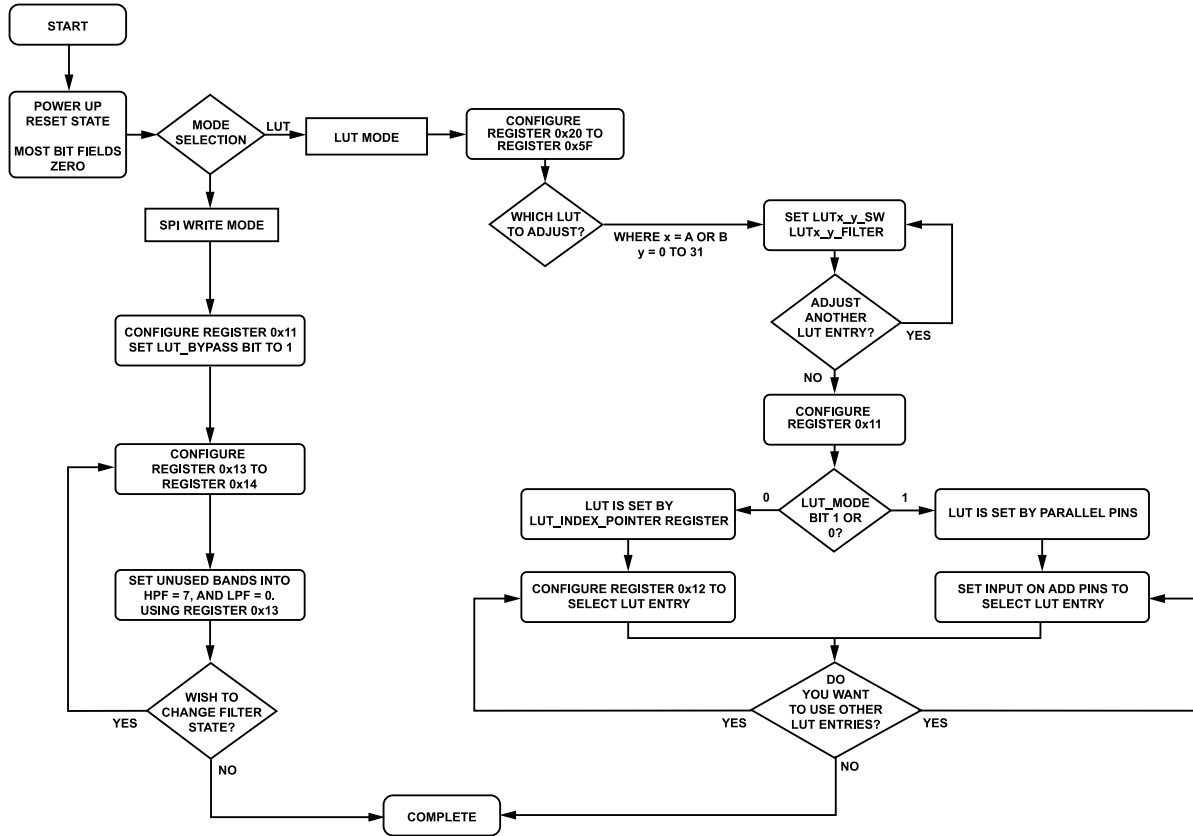 START
POWER UP
RESET STATE
MOST BIT FIELDS
ZERO
MODE
SELECTION
LUT
LUT MODE
CONFIGURE
REGISTER 0x20 TO
REGISTER 0x5F
WHICH LUT
TO ADJUST?
WHERE x = A OR B
y = 0 TO 31
SET LUTx_y_SW
LUTx_y_FILTER
ADJUST
ANOTHER
LUT ENTRY?
YES
NO
CONFIGURE
REGISTER 0x11
LUT_MODE
BIT 1 OR
0?
0
1
LUT IS SET BY
LUT_INDEX_POINTER REGISTER
LUT IS SET BY PARALLEL PINS
CONFIGURE REGISTER 0x12 TO
SELECT LUT ENTRY
SET INPUT ON ADD PINS TO
SELECT LUT ENTRY
DO
YOU WANT
TO USE OTHER
LUT ENTRIES?
YES
YES
NO
SPI WRITE MODE
CONFIGURE REGISTER 0x11
SET LUT_BYPASS BIT TO 1
CONFIGURE
REGISTER 0x13 TO
REGISTER 0x14
SET UNUSED BANDS INTO
HPF = 7, AND LPF = 0.
USING REGISTER 0x13
WISH TO
CHANGE FILTER
STATE?
YES
NO
COMPLETE